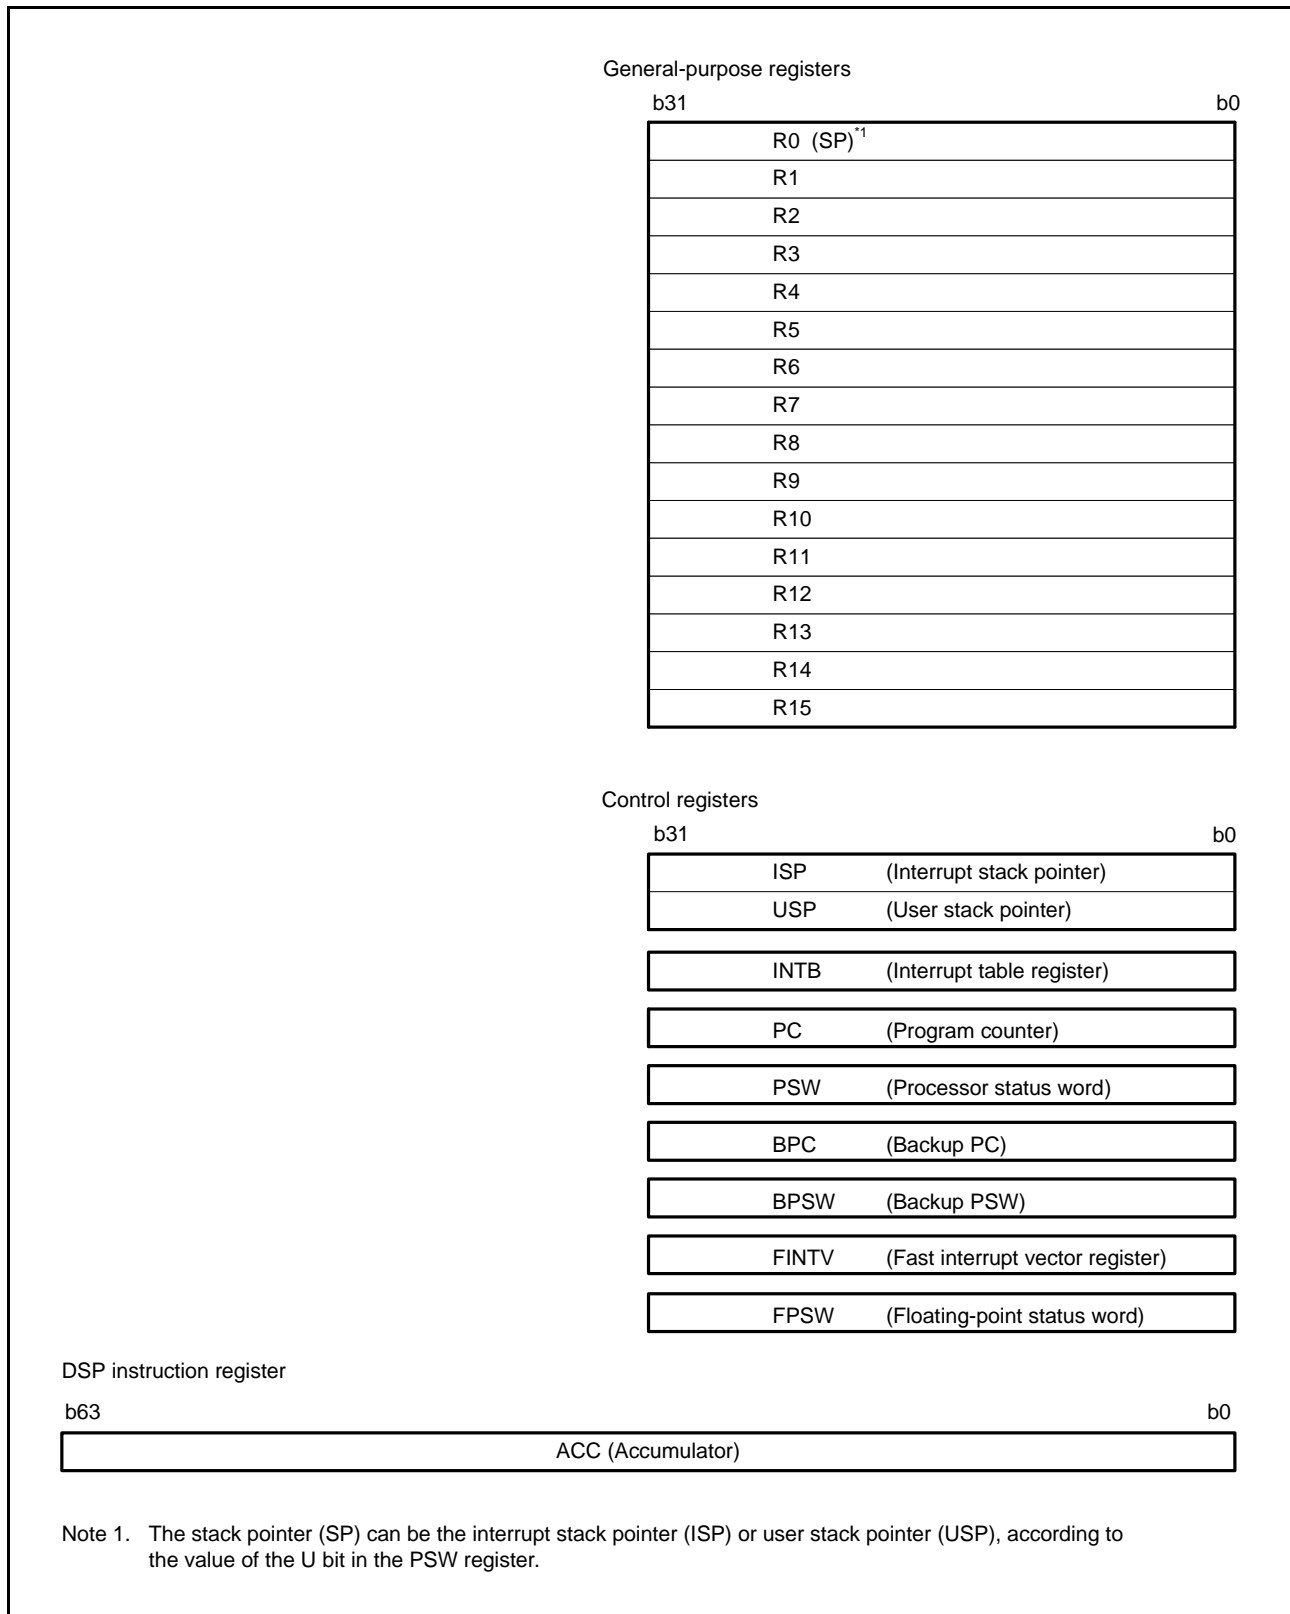 General-purpose registers
b31 b0
R0 (SP)*1
R1
R2
R3
R4
R5
R6
R7
R8
R9
R10
R11
R12
R13
R14
R15
Control registers
b31 b0
ISP (Interrupt stack pointer)
USP (User stack pointer)
INTB (Interrupt table register)
PC (Program counter)
PSW (Processor status word)
BPC (Backup PC)
BPSW (Backup PSW)
FINTV (Fast interrupt vector register)
FPSW (Floating-point status word)
DSP instruction register
b63 b0
ACC (Accumulator)
Note 1. The stack pointer (SP) can be the interrupt stack pointer (ISP) or user stack pointer (USP), according to
the value of the U bit in the PSW register.